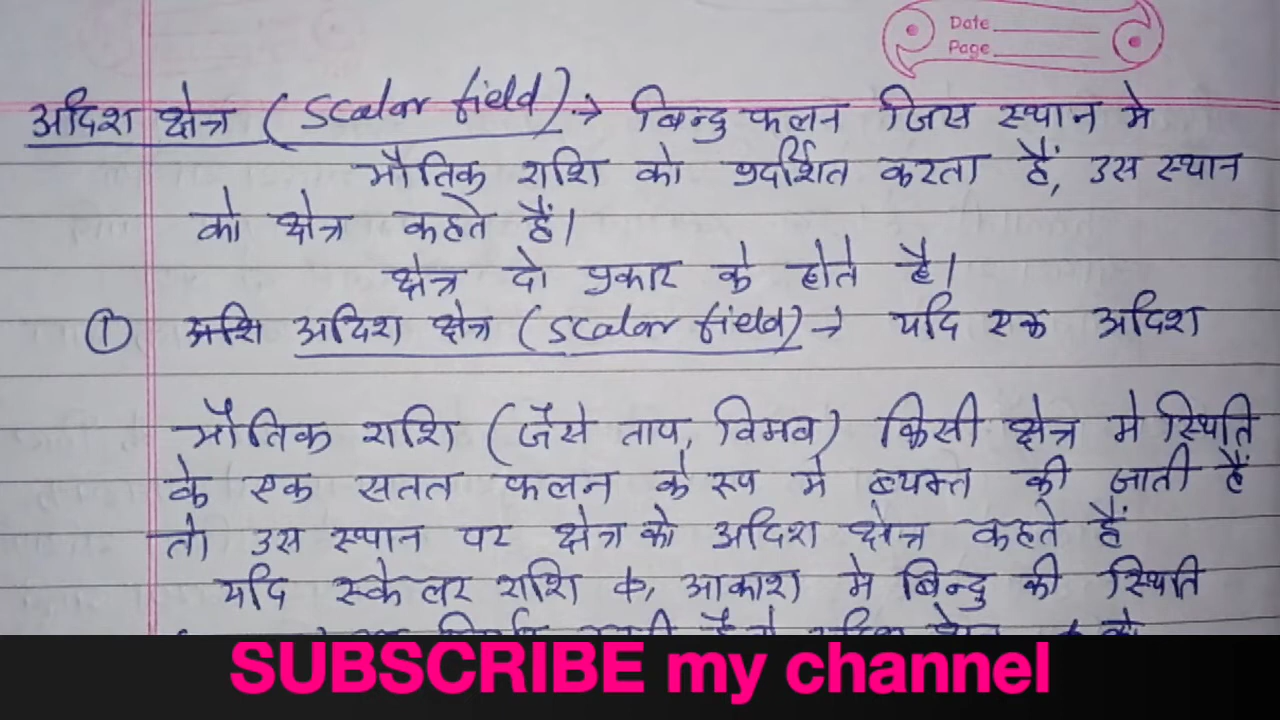 Date
Page
अदिश क्षेत्र (Scalar field) → बिन्दु फलन जिस स्थान मे
भौतिक राशि को प्रदर्शित करता हैं, उस स्थान
को क्षेत्र कहते हैं।
क्षेत्र दो प्रकार के होते है।
① अशि अदिश क्षेत्र (Scalar field) → यदि एक अदिश
भौतिक राशि (जैसे ताप, विभव) किसी क्षेत्र मे स्थिति
के एक सतत फलन के रूप मे व्यक्त की जाती हैं
तो उस स्थान पर क्षेत्र को अदिश क्षेत्र कहते हैं
यदि स्केलर राशि ϕ, आकाश मे बिन्दु की स्थिति
SUBSCRIBE my channel